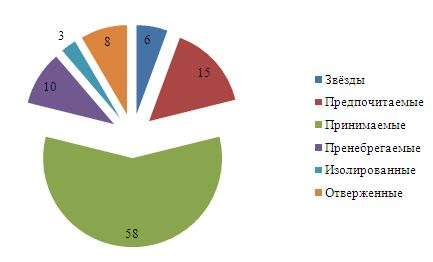 3
8
6
15
10
58
Звёзды
Предпочитаемые
Принимаемые
Пренебрегаемые
Изолированные
Отверженные